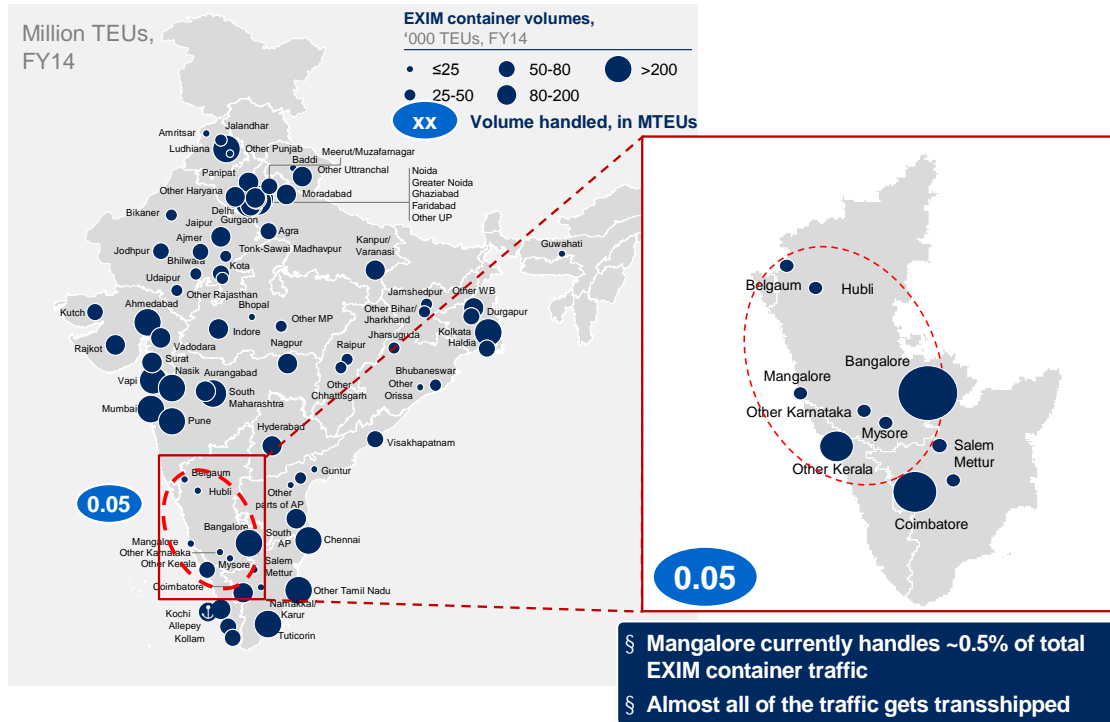 Million TEUs,
FY14
EXIM container volumes,
‘000 TEUs, FY14
≤25
50-80
>200
25-50
80-200
xx
Volume handled, in MTEUs
Amritsar
Jalandhar
Ludhiana
Other Punjab
Meerut/Muzafarnagar
Baddi
Other Uttranchal
Panipat
Noida
Greater Noida
Ghaziabad
Faridabad
Other UP
Other Haryana
Moradabad
Delhi
Gurgaon
Bikaner
Jaipur
Agra
Ajmer
Tonk-Sawai Madhavpur
Kanpur/
Varanasi
Guwahati
Jodhpur
Bhilwara
Kota
Udaipur
Other Rajasthan
Jamshedpur
Other WB
Ahmedabad
Bhopal
Other Bihar/
Jharkhand
Durgapur
Kutch
Other MP
Kolkata
Indore
Haldia
Rajkot
Vadodara
Nagpur
Raipur
Jharsuguda
Surat
Nasik
Aurangabad
Bhubaneswar
Vapi
South
Maharashtra
Other
Chhattisgarh
Other
Orissa
Mumbai
Pune
Hyderabad
Visakhapatnam
Belgaum
Guntur
Hubli
Other
parts of AP
0.05
Bangalore
South
AP
Chennai
Mangalore
Other Karnataka
Other Kerala
Mysore
Salem
Mettur
Coimbatore
Other Tamil Nadu
Kochi
Namakkal/
Karur
Allepey
Kollam
Tuticorin
Belgaum
Hubli
Bangalore
Mangalore
Other Karnataka
Mysore
Salem
Mettur
Other Kerala
Coimbatore
0.05
§ Mangalore currently handles ~0.5% of total
EXIM container traffic
§ Almost all of the traffic gets transshipped